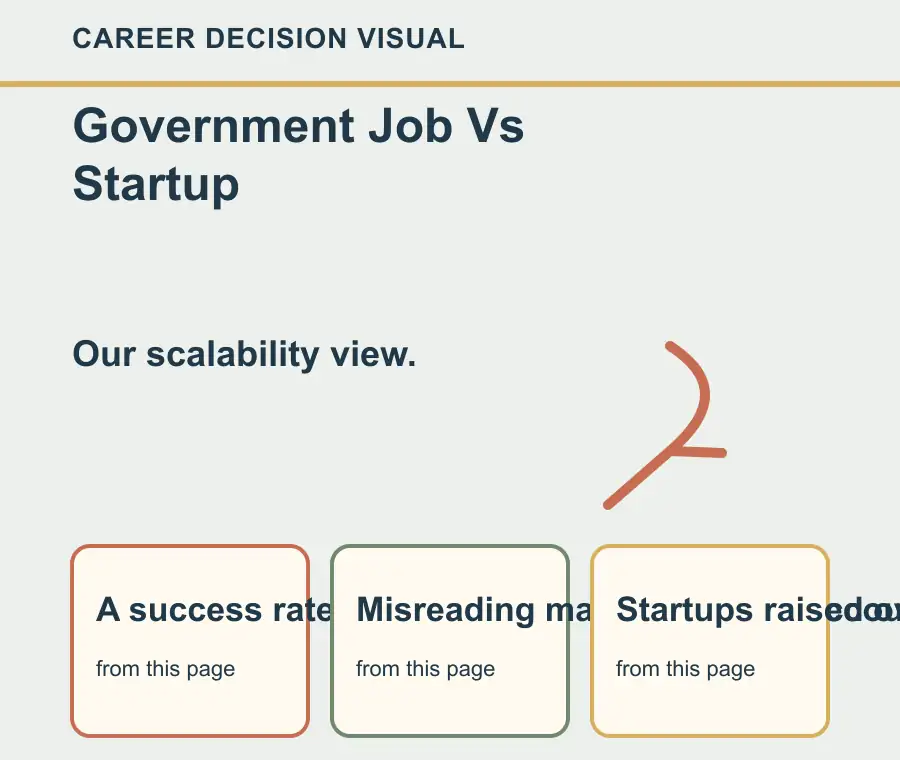 CAREER DECISION VISUAL
Government Job Vs
Startup
Our scalability view.
A success rate
Misreading ma
Startups raised
from this page
from this page
from this page